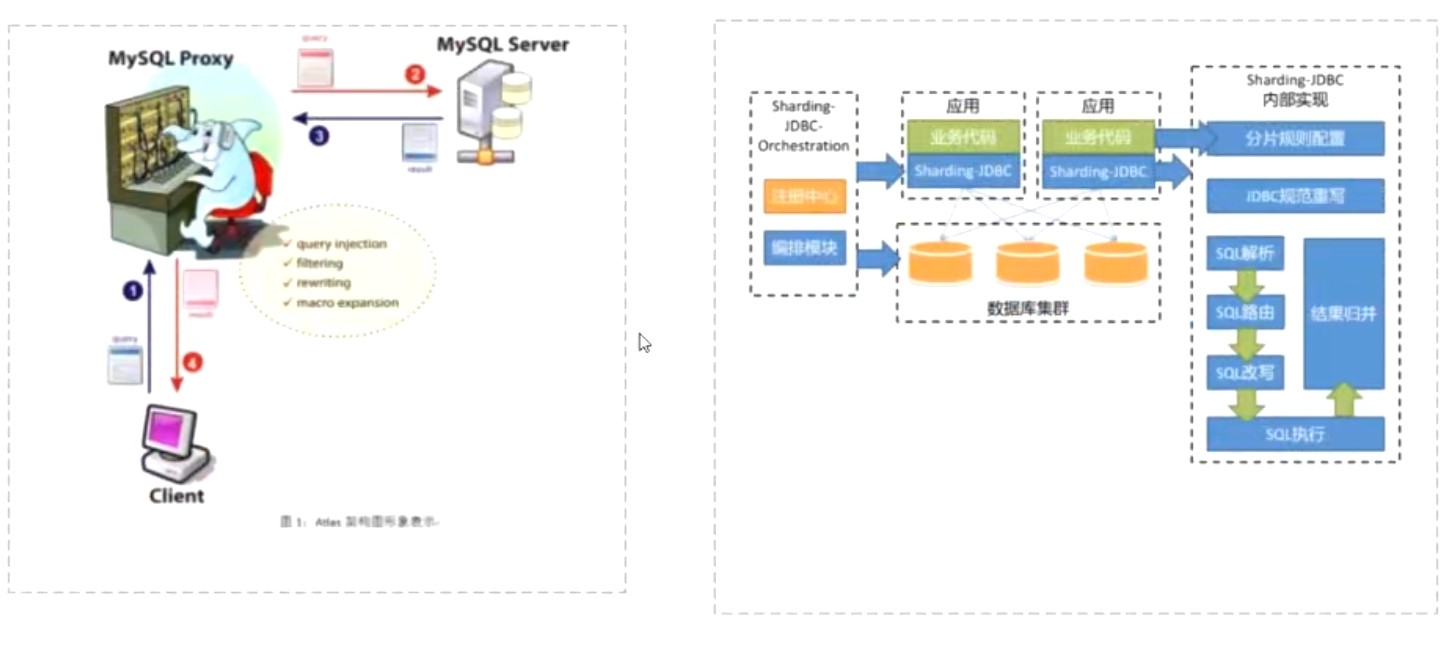 MySQL Proxy
query
2
MySQL Server
3
result
query injection
filtering
rewriting
macro expansion
1
query
result
4
Client
图 1: Atlas 架构图形象表示
Sharding-
JDBC-
Orchestration
注册中心
编排模块
应用
业务代码
Sharding-JDBC
应用
业务代码
Sharding-JDBC
数据库集群
Sharding-JDBC
内部实现
分片规则配置
JDBC规范重写
SQL解析
SQL路由
SQL改写
结果归并
SQL执行